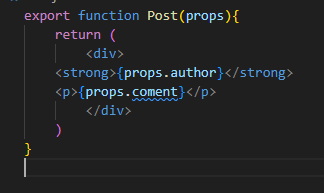 export function Post(props){
    return (
        <div>
    <strong>{props.author}</strong>
    <p>{props.coment}</p>
        </div>
    )
}